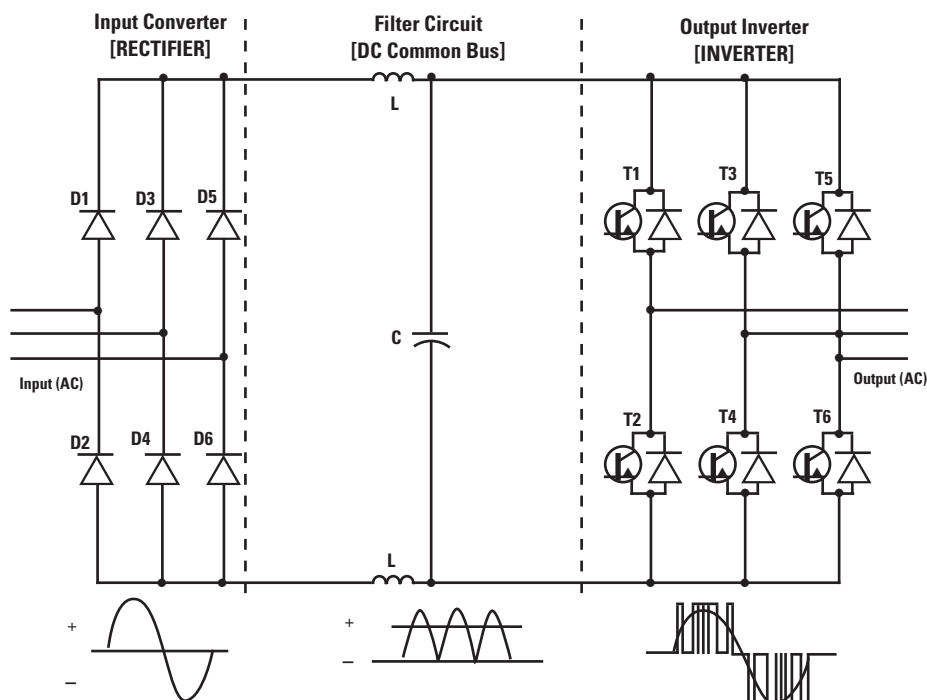 Input Converter
[RECTIFIER]
Filter Circuit
[DC Common Bus]
Output Inverter
[INVERTER]
L
D1
D3
D5
T1
T3
T5
C
Input (AC)
Output (AC)
D2
D4
D6
T2
T4
T6
L
+
–
+
–